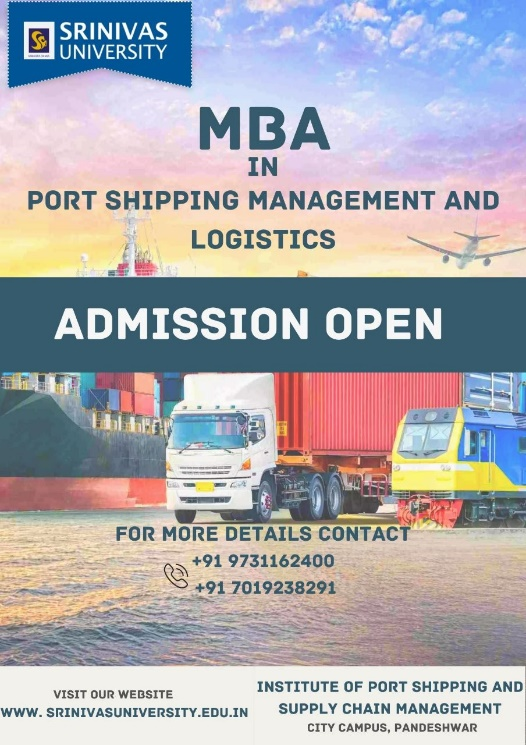 SRINIVAS
UNIVERSITY
MBA
IN
PORT SHIPPING MANAGEMENT AND
LOGISTICS
ADMISSION OPEN
FOR MORE DETAILS CONTACT
+91 9731162400
+91 7019238291
VISIT OUR WEBSITE
WWW. SRINIVASUNIVERSITY.EDU.IN
INSTITUTE OF PORT SHIPPING AND
SUPPLY CHAIN MANAGEMENT
CITY CAMPUS, PANDESHWAR